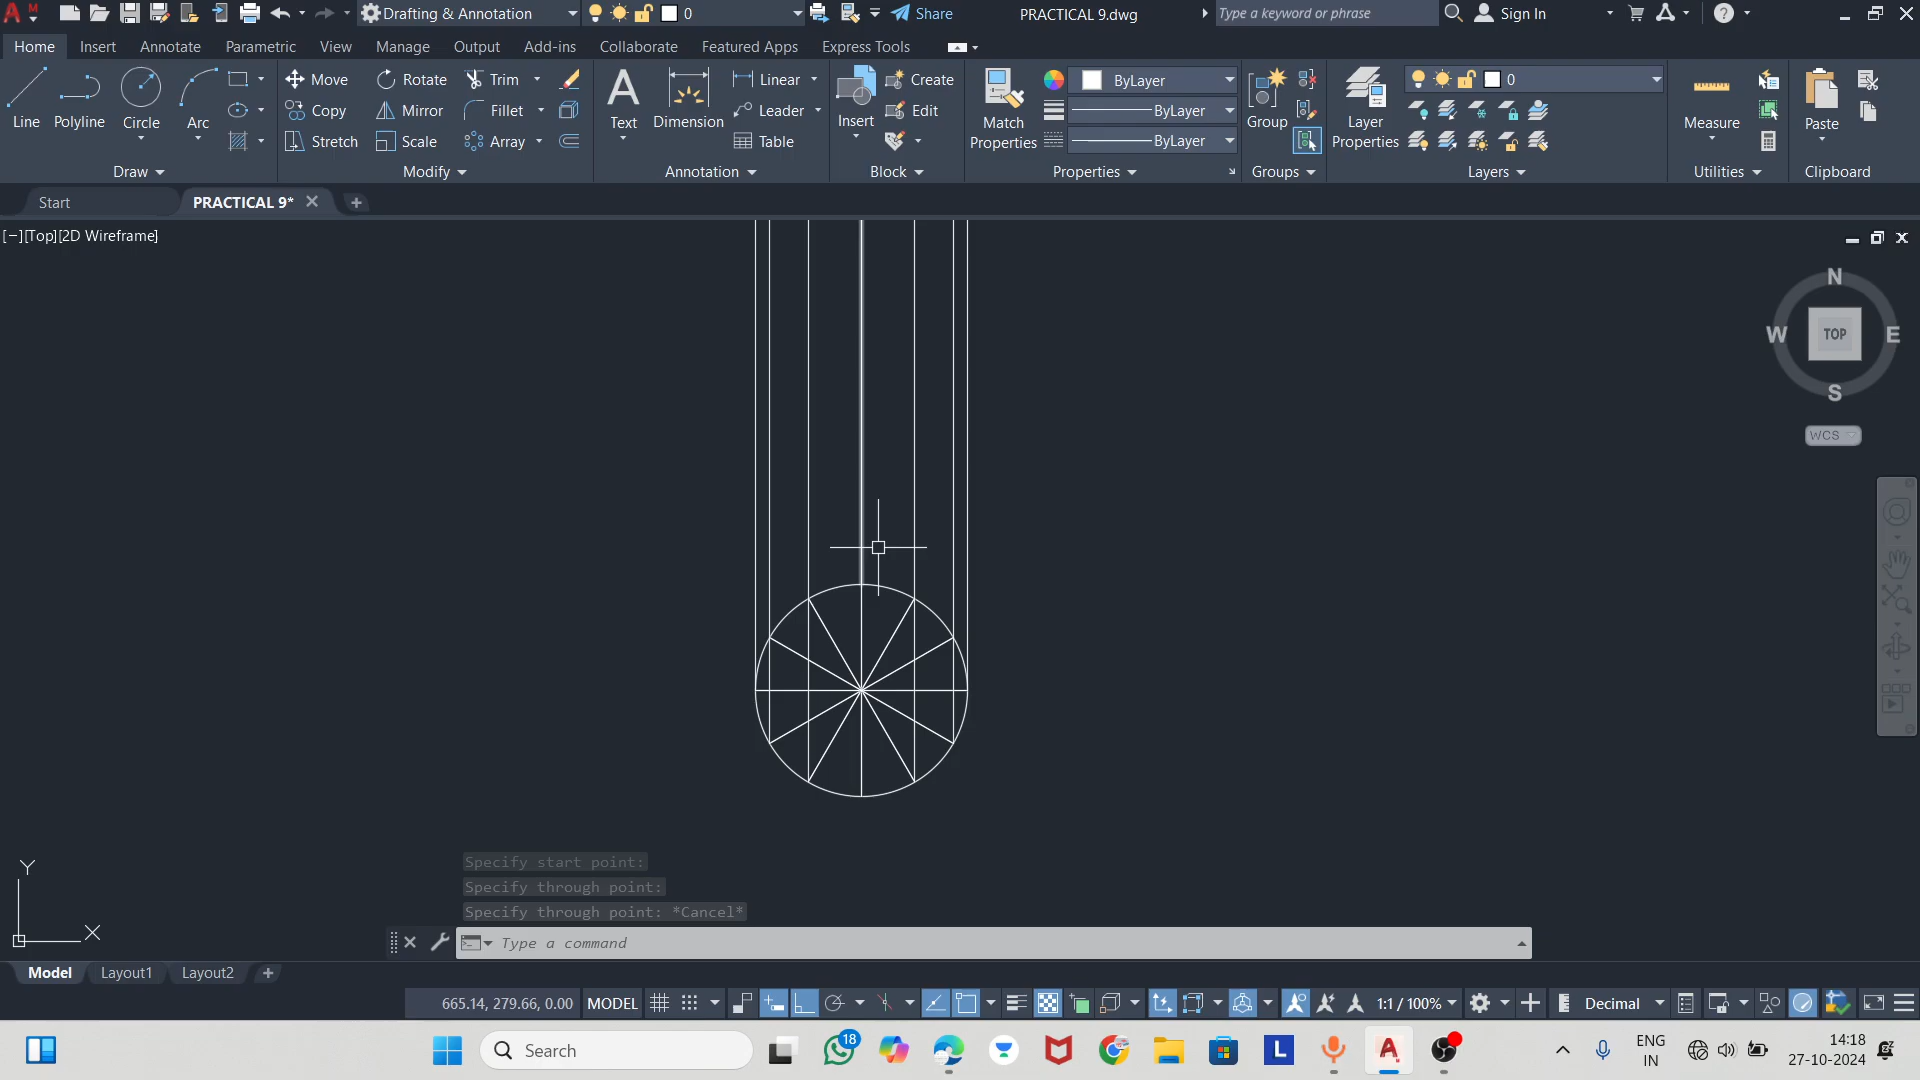 A M Drafting & Annotation 0 Share PRACTICAL 9.dwg Type a keyword or phrase Sign In ?
Home Insert Annotate Parametric View Manage Output Add-ins Collaborate Featured Apps Express Tools
Line Polyline Circle Arc
Move Rotate Trim
Copy Mirror Fillet
Stretch Scale Array
A Text Dimension
Linear
Leader
Table
Insert Create
Edit
Match Properties
ByLayer
ByLayer
ByLayer
Group
Layer Properties
0
Measure
Paste
Draw Modify Annotation Block Properties Groups Layers Utilities Clipboard
Start PRACTICAL 9*
[−][Top][2D Wireframe]
N
W TOP E
S
WCS
Y
X
Specify start point:
Specify through point:
Specify through point: *Cancel*
Type a command
Model Layout1 Layout2
665.14, 279.66, 0.00 MODEL 1:1 / 100% Decimal
Search 18 L A ENG IN 14:18
27-10-2024